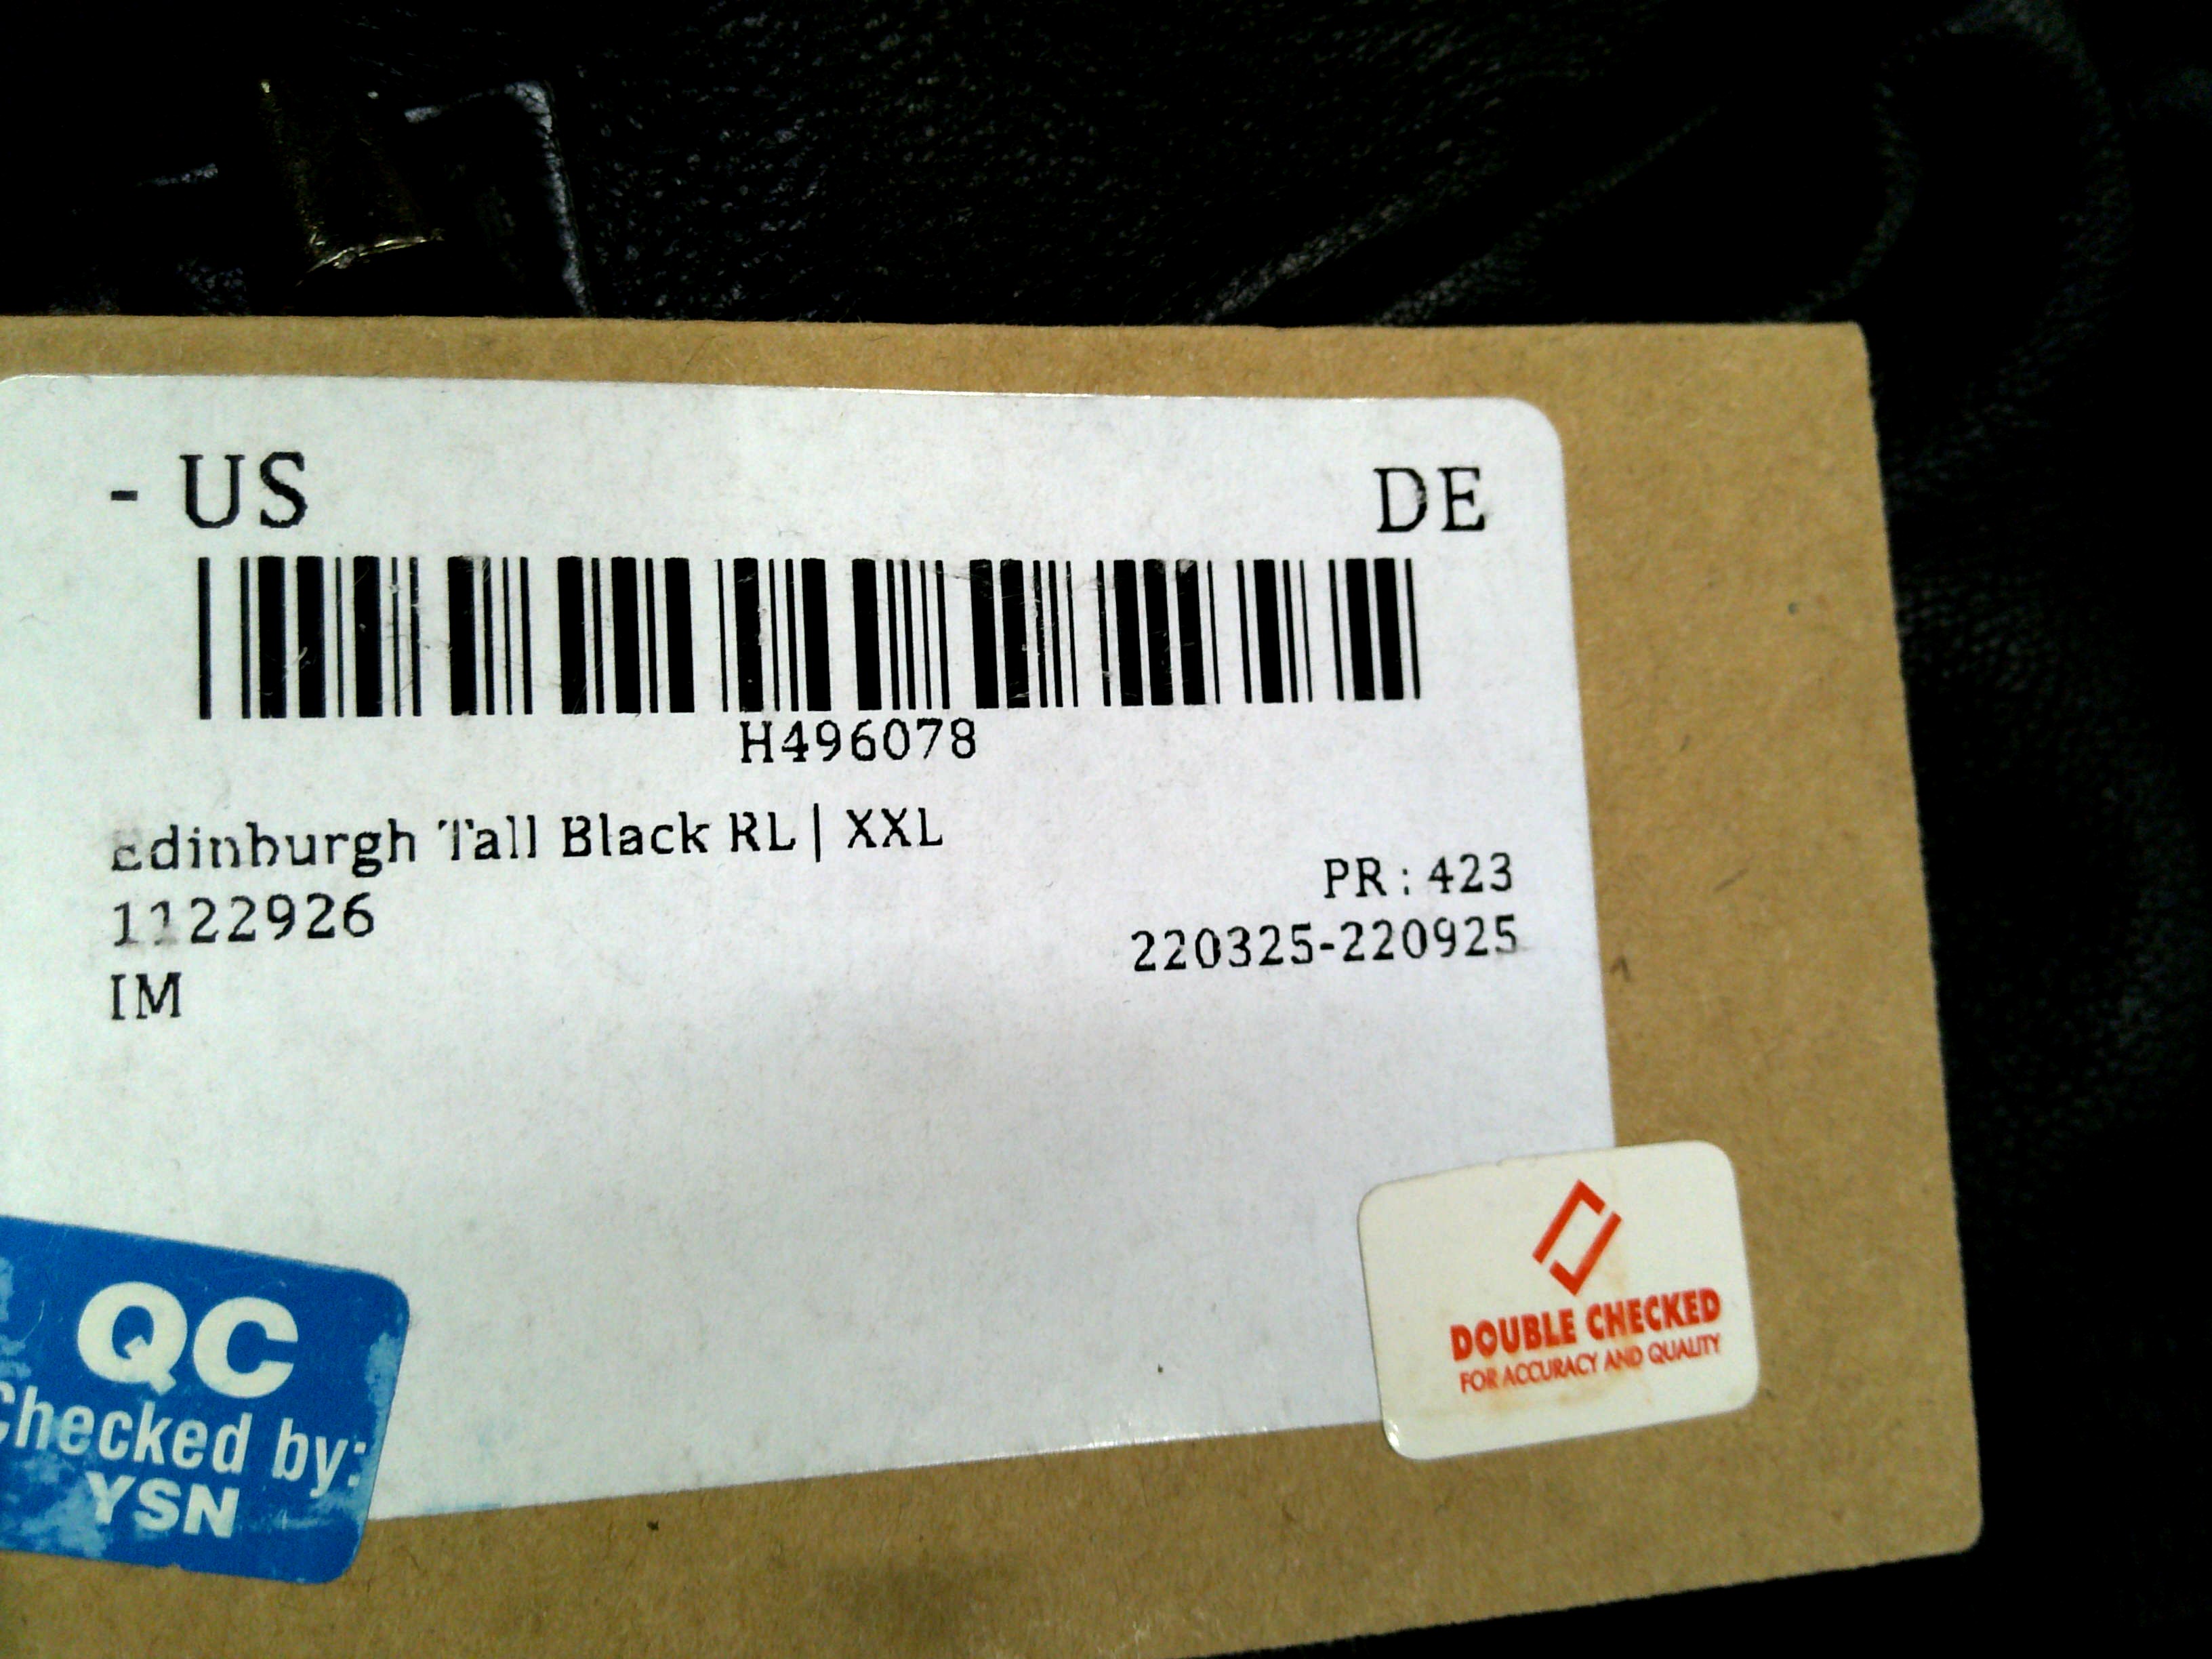 - US DE
H496078
Edinburgh Tall Black RL | XXL
PR : 423
1122926
220325-220925
IM
QC
Checked by:
YSN
DOUBLE CHECKED
FOR ACCURACY AND QUALITY